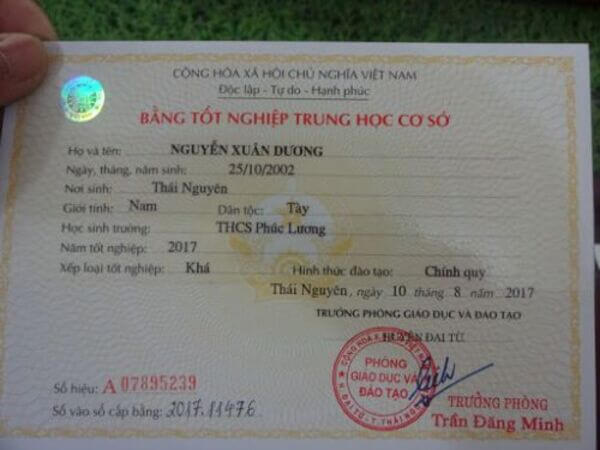 CỘNG HÒA XÃ HỘI CHỦ NGHĨA VIỆT NAM
Độc lập - Tự do - Hạnh phúc
BẰNG TỐT NGHIỆP TRUNG HỌC CƠ SỞ
Họ và tên: NGUYỄN XUÂN DƯƠNG
Ngày, tháng, năm sinh: 25/10/2002
Nơi sinh: Thái Nguyên
Giới tính: Nam Dân tộc: Tày
Học sinh trường: THCS Phúc Lương
Năm tốt nghiệp: 2017
Xếp loại tốt nghiệp: Khá Hình thức đào tạo: Chính quy
Thái Nguyên, ngày 10 tháng 8 năm 2017
TRƯỞNG PHÒNG GIÁO DỤC VÀ ĐÀO TẠO
HUYỆN ĐẠI TỪ
PHÒNG
GIÁO DỤC VÀ
ĐÀO TẠO
H. ĐẠI TỪ - T. THÁI
Số hiệu: A 07895239
Số vào sổ cấp bằng: 2017.11476
TRƯỞNG PHÒNG
Trần Đăng Minh